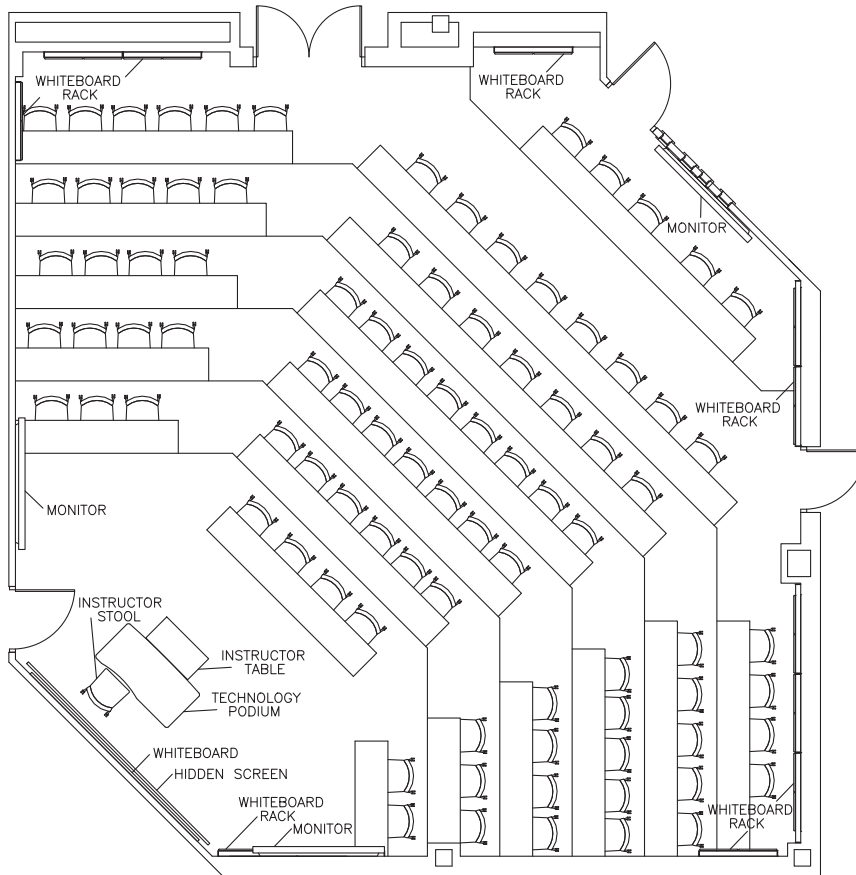 WHITEBOARD
RACK
WHITEBOARD
RACK
MONITOR
WHITEBOARD
RACK
MONITOR
INSTRUCTOR
STOOL
INSTRUCTOR
TABLE
TECHNOLOGY
PODIUM
WHITEBOARD
HIDDEN SCREEN
WHITEBOARD
RACK
MONITOR
WHITEBOARD
RACK